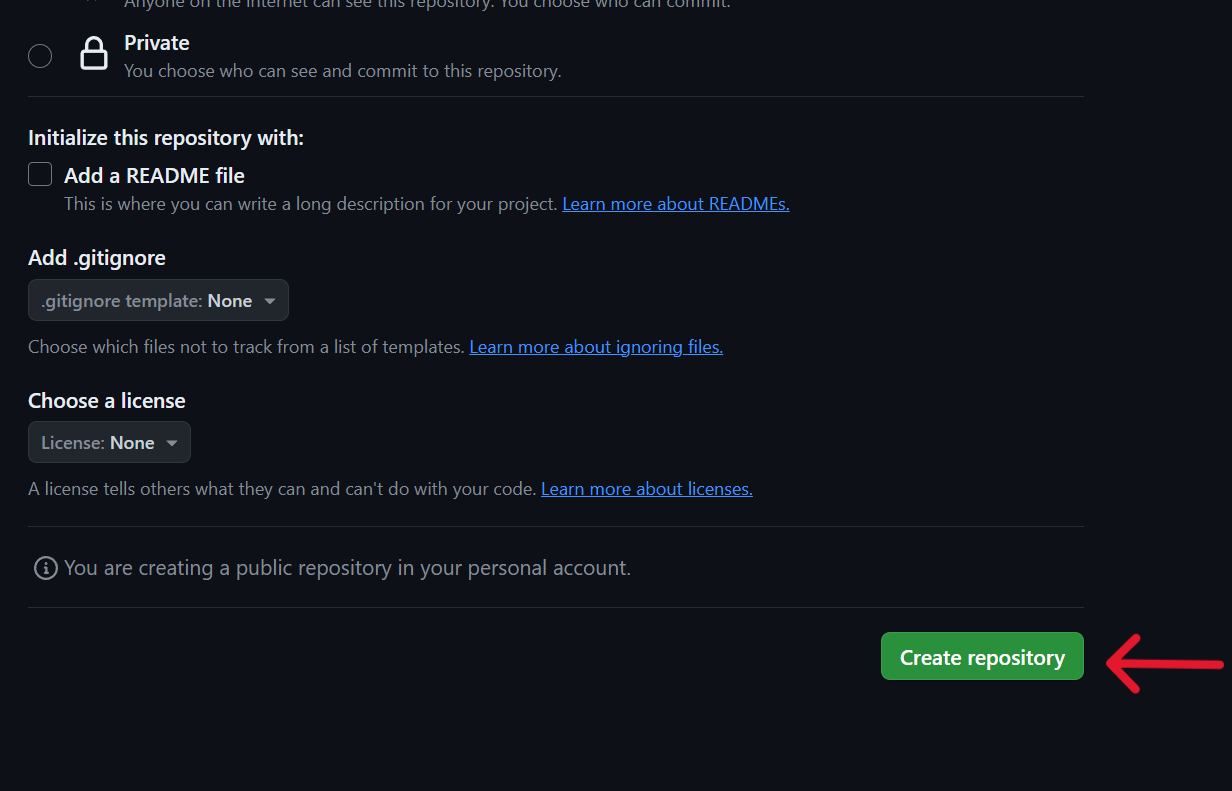 Anyone on the internet can see this repository. You choose who can commit.
Private
You choose who can see and commit to this repository.
Initialize this repository with:
Add a README file
This is where you can write a long description for your project. Learn more about READMEs.
Add .gitignore
.gitignore template: None
Choose which files not to track from a list of templates. Learn more about ignoring files.
Choose a license
License: None
A license tells others what they can and can't do with your code. Learn more about licenses.
You are creating a public repository in your personal account.
Create repository